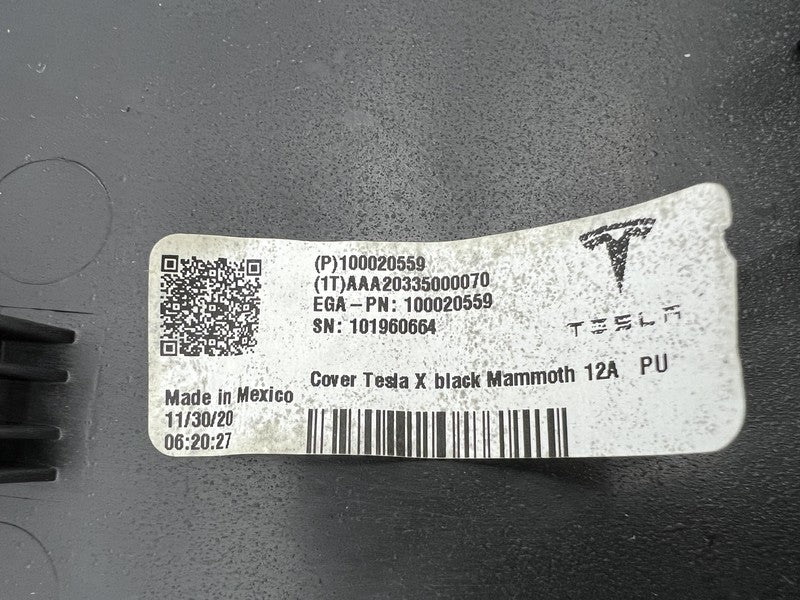 (P)100020559
(1T)AAA20335000070
EGA-PN: 100020559
SN: 101960664
TESLA
Cover Tesla X black Mammoth 12A PU
Made in Mexico
11/30/20
06:20:27